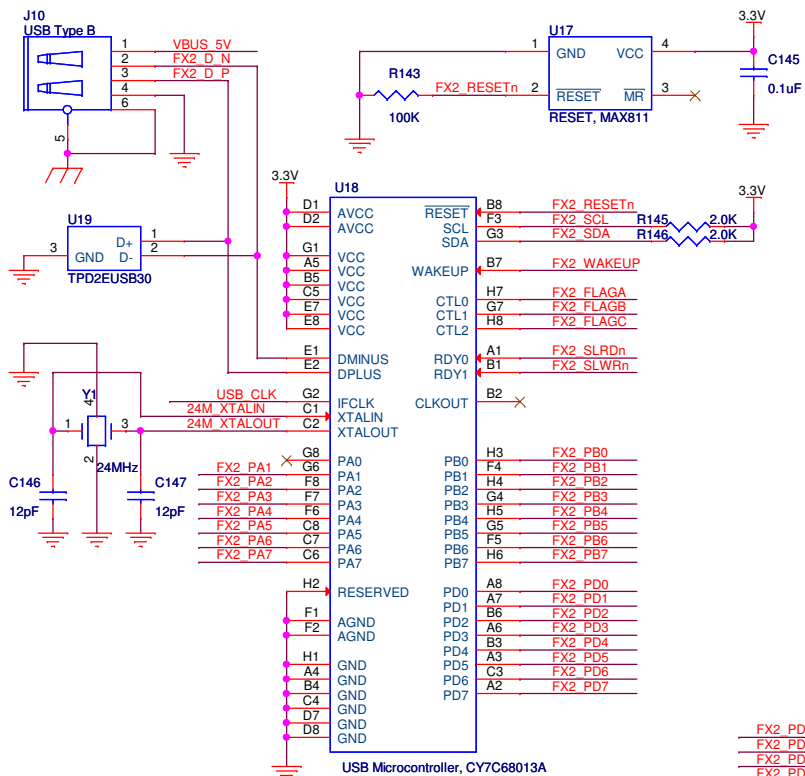 J10
USB Type B
1 VBUS_5V
2 FX2_D_N
3 FX2_D_P
4
6
5
U17
1 GND VCC 4
3.3V
C145
0.1uF
R143
100K
FX2_RESETn 2 RESET MR 3
RESET, MAX811
U19
3 GND D+ 1
D- 2
TPD2EUSB30
3.3V
U18
D1 AVCC
D2 AVCC
G1 VCC
A5 VCC
B5 VCC
C5 VCC
E7 VCC
E8 VCC
E1 DMINUS
E2 DPLUS
USB_CLK G2 IFCLK
24M_XTALIN C1 XTALIN
24M_XTALOUT C2 XTALOUT
G8 PA0
FX2_PA1 G6 PA1
FX2_PA2 F8 PA2
FX2_PA3 F7 PA3
FX2_PA4 F6 PA4
FX2_PA5 C8 PA5
FX2_PA6 C7 PA6
FX2_PA7 C6 PA7
H2 RESERVED
F1 AGND
F2 AGND
H1 GND
A4 GND
B4 GND
C4 GND
D7 GND
D8 GND
RESET B8 FX2_RESETn
SCL F3 FX2_SCL R145 2.0K
SDA G3 FX2_SDA R146 2.0K
3.3V
WAKEUP B7 FX2_WAKEUP
CTL0 H7 FX2_FLAGA
CTL1 G7 FX2_FLAGB
CTL2 H8 FX2_FLAGC
RDY0 A1 FX2_SLRDn
RDY1 B1 FX2_SLWRn
CLKOUT B2
PB0 H3 FX2_PB0
PB1 F4 FX2_PB1
PB2 H4 FX2_PB2
PB3 G4 FX2_PB3
PB4 H5 FX2_PB4
PB5 G5 FX2_PB5
PB6 F5 FX2_PB6
PB7 H6 FX2_PB7
PD0 A8 FX2_PD0
PD1 A7 FX2_PD1
PD2 B6 FX2_PD2
PD3 A6 FX2_PD3
PD4 B3 FX2_PD4
PD5 A3 FX2_PD5
PD6 C3 FX2_PD6
PD7 A2 FX2_PD7
USB Microcontroller, CY7C68013A
Y1
4
1 3
2
24MHz
C146
12pF
C147
12pF
FX2_PD
FX2_PD
FX2_PD
FX2_PD